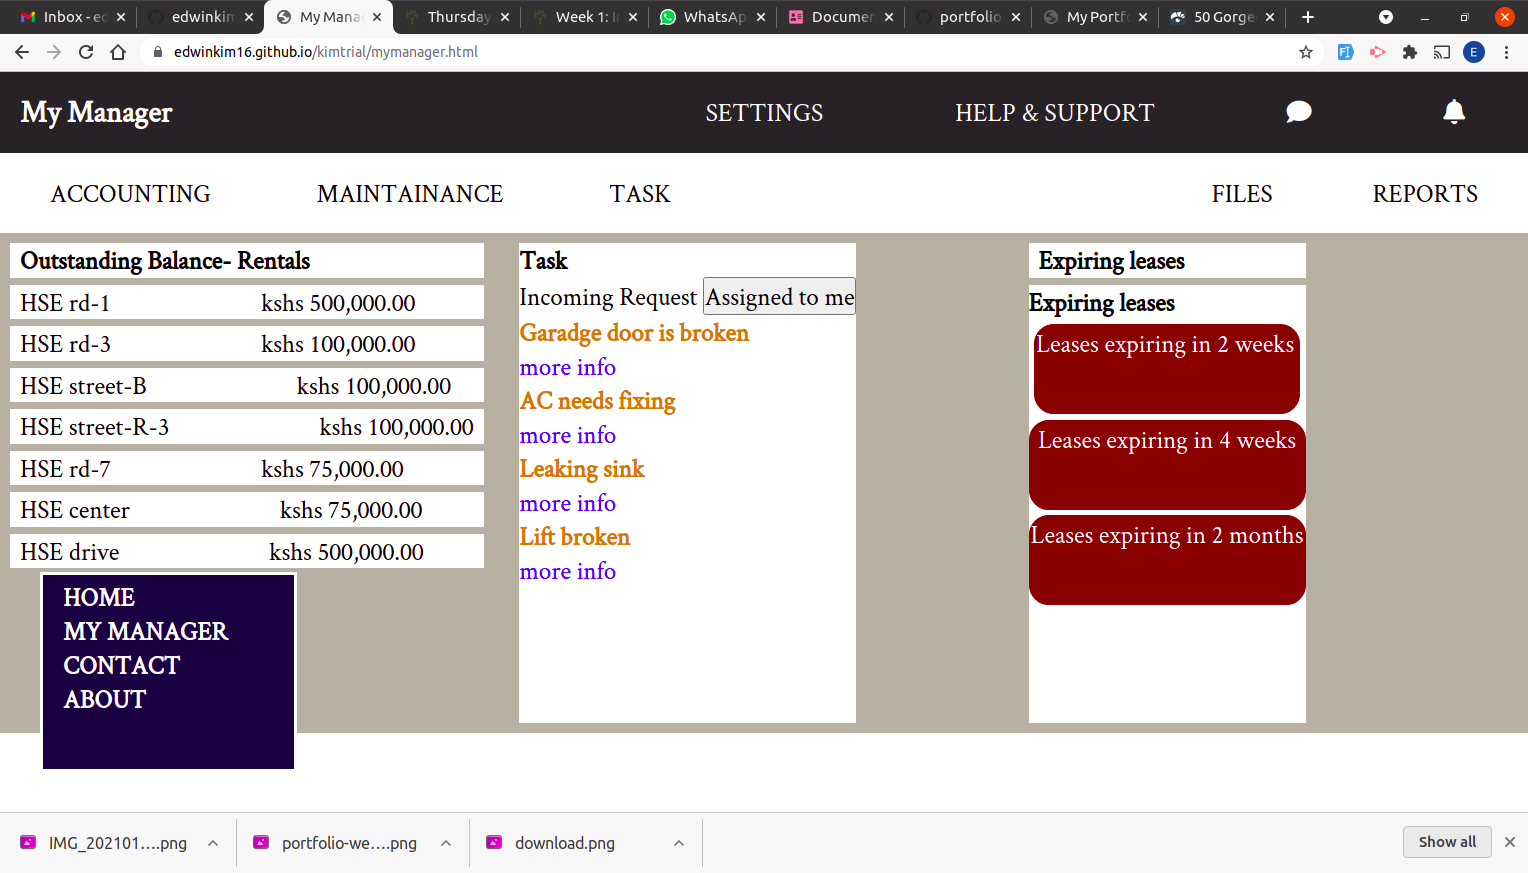 Inbox - ed
edwinkim
My Mana
Thursday
Week 1: I
WhatsAp
Documen
portfolio
My Portf
50 Gorge
edwinkim16.github.io/kimtrial/mymanager.html
E
My Manager SETTINGS HELP & SUPPORT
ACCOUNTING MAINTAINANCE TASK FILES REPORTS
Outstanding Balance- Rentals
HSE rd-1 kshs 500,000.00
HSE rd-3 kshs 100,000.00
HSE street-B kshs 100,000.00
HSE street-R-3 kshs 100,000.00
HSE rd-7 kshs 75,000.00
HSE center kshs 75,000.00
HSE drive kshs 500,000.00
HOME
MY MANAGER
CONTACT
ABOUT
Task
Incoming Request Assigned to me
Garadge door is broken
more info
AC needs fixing
more info
Leaking sink
more info
Lift broken
more info
Expiring leases
Expiring leases
Leases expiring in 2 weeks
Leases expiring in 4 weeks
Leases expiring in 2 months
IMG_202101....png
portfolio-we....png
download.png
Show all